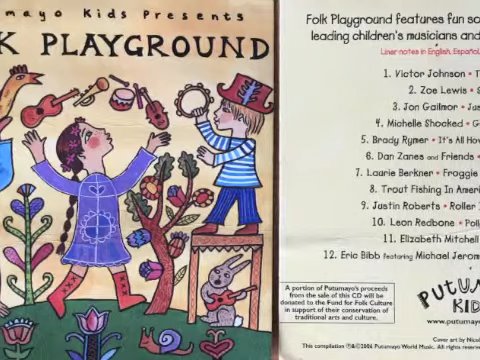 umayo Kids Presents
K PLAYGROUND
Folk Playground features fun so
leading children's musicians and
Liner notes in English, Español,
1. Victor Johnson • T
2. Zoe Lewis • S
3. Jon Gailmor • Jus
4. Michelle Shocked • G
5. Brady Rymer • It's All How
6. Dan Zanes and Friends •
7. Laurie Berkner • Froggie
8. Trout Fishing In Ameri
9. Justin Roberts • Roller
10. Leon Redbone • Poll
11. Elizabeth Mitchell
12. Eric Bibb Featuring Michael Jerom
A portion of Putumayo's proceeds
from the sale of this CD will be
donated to the Fund for Folk Culture
in support of their conservation of
traditional arts and culture.
PUTUM
KID
www.putumayo
Cover art by Nicol
This compilation ℗&©2006 Putumayo World Music. All rights reserve